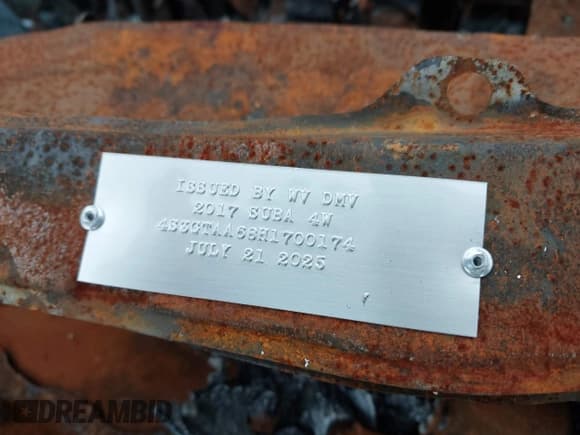 ISSUED BY WV DMV
2017 SUBA 4W
4S3GTAA68H1700174
JULY 21 2025
DREAMBID